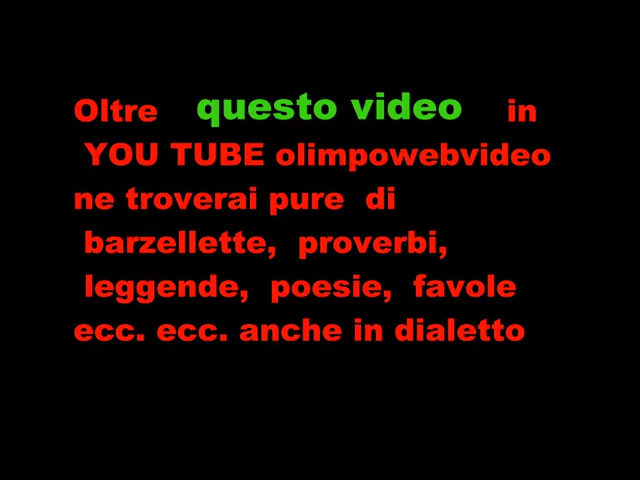 Oltre questo video in
YOU TUBE olimpowebvideo
ne troverai pure di
barzellette, proverbi,
leggende, poesie, favole
ecc. ecc. anche in dialetto